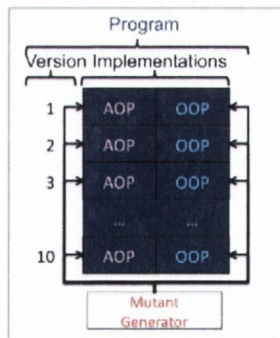 Program
Version Implementations
1 AOP OOP
2 AOP OOP
3 AOP OOP
... ...
10 AOP OOP
Mutant
Generator